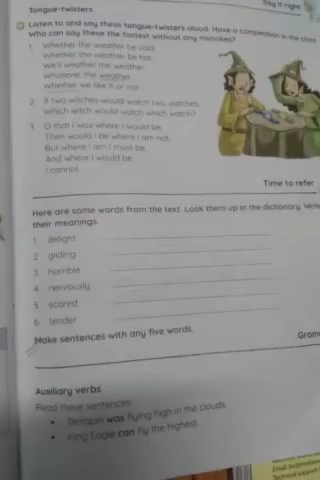 Tongue-twisters
Say it right
Listen to and say these tongue-twisters aloud. Have a competition in the class
who can say these the fastest without any mistakes?
1. Whether the weather be cold,
Whether the weather be hot,
We'll weather the weather
Whatever the weather
Whether we like it or not.
2. If two witches would watch two watches,
Which witch would watch which watch?
3. O that I was where I would be,
Then would I be where I am not;
But where I am I must be,
And where I would be
I cannot.
Time to refer
Here are some words from the text. Look them up in the dictionary. Write
their meanings.
1. delight
2. gliding
3. horrible
4. nervously
5. scared
6. tender
Make sentences with any five words.
Gram
Auxiliary verbs
Read these sentences.
• Terrapin was flying high in the clouds.
• King Eagle can fly the highest.
Technical support